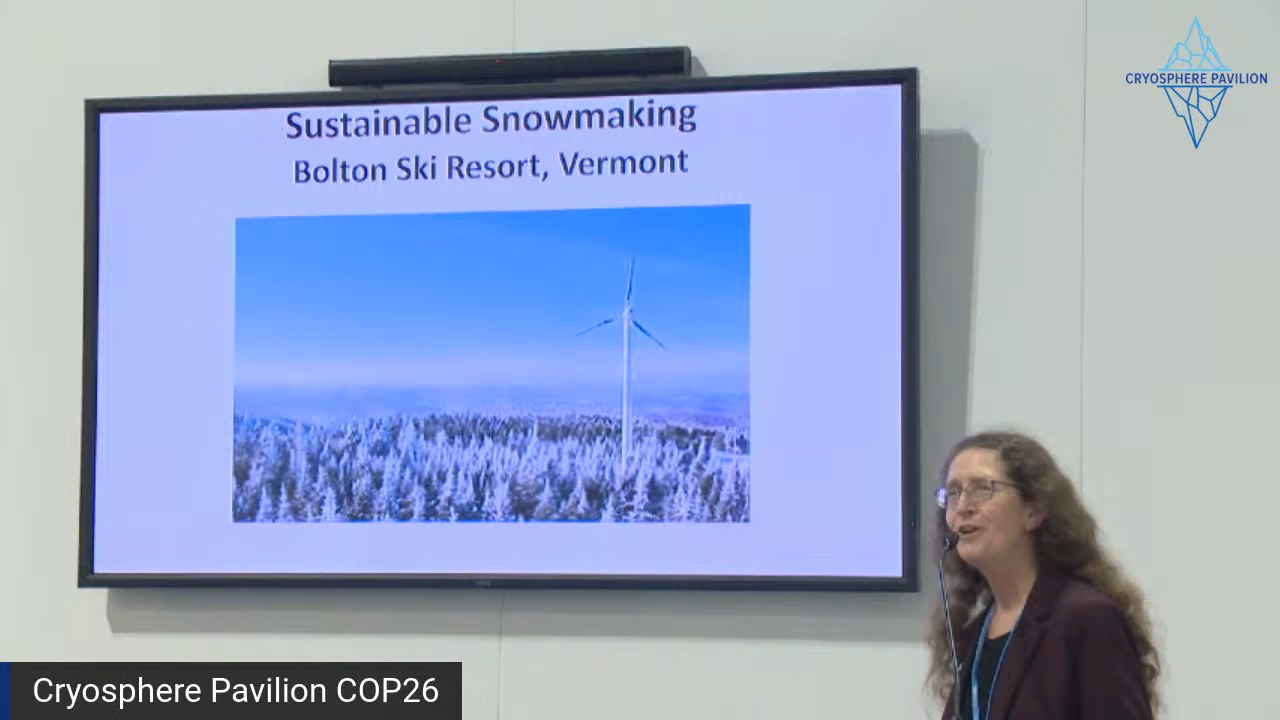 CRYOSPHERE PAVILION
Sustainable Snowmaking
Bolton Ski Resort, Vermont
Cryosphere Pavilion COP26